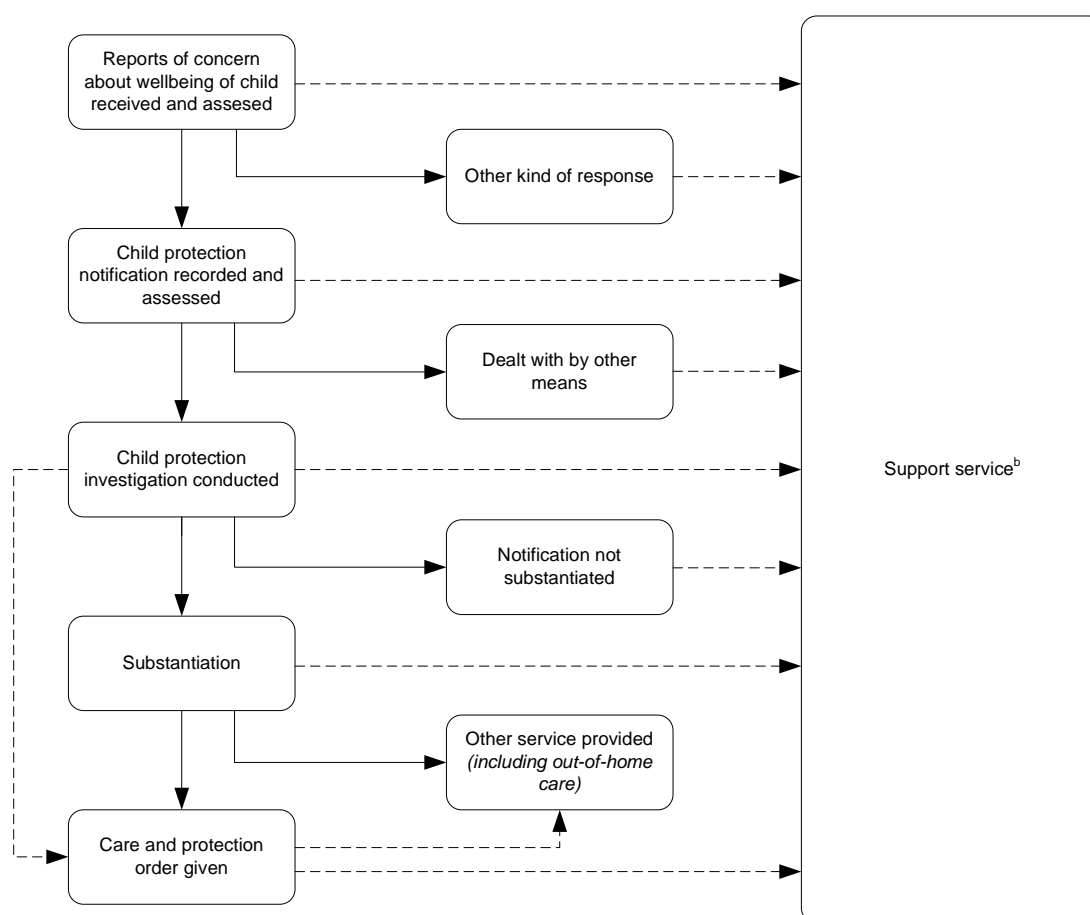 Reports of concern
about wellbeing of child
received and assesed
Other kind of response
Child protection
notification recorded and
assessed
Dealt with by other
means
Child protection
investigation conducted
Support serviceᵇ
Notification not
substantiated
Substantiation
Other service provided
(including out-of-home
care)
Care and protection
order given